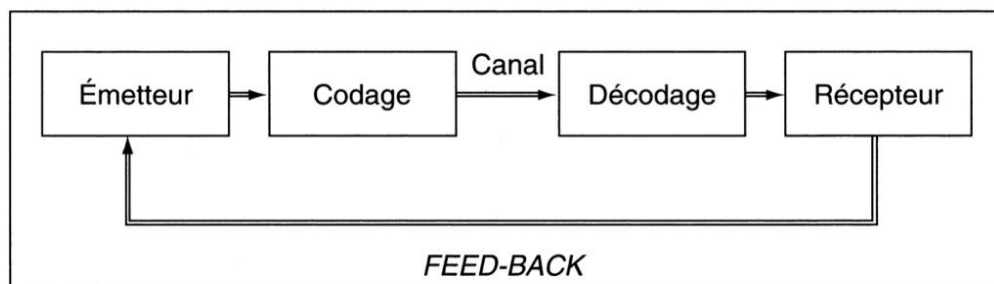 Canal
Émetteur
Codage
Décodage
Récepteur
FEED-BACK